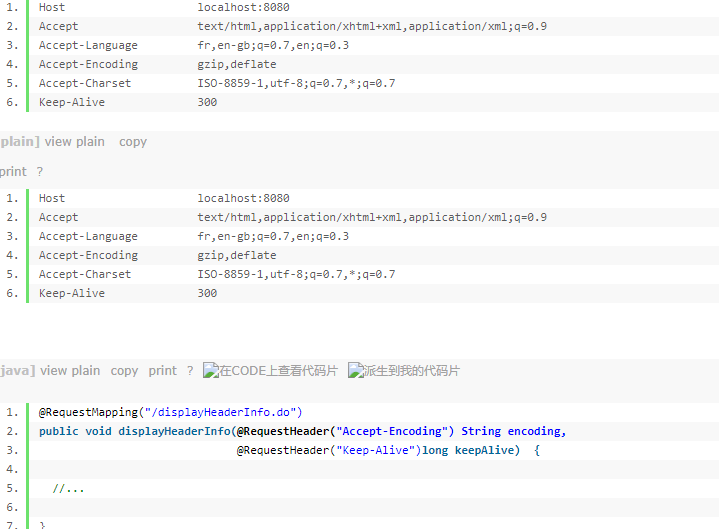 1. Host                    localhost:8080
2. Accept                  text/html,application/xhtml+xml,application/xml;q=0.9
3. Accept-Language         fr,en-gb;q=0.7,en;q=0.3
4. Accept-Encoding         gzip,deflate
5. Accept-Charset          ISO-8859-1,utf-8;q=0.7,*;q=0.7
6. Keep-Alive              300
plain] view plain copy
print ?
1. Host                    localhost:8080
2. Accept                  text/html,application/xhtml+xml,application/xml;q=0.9
3. Accept-Language         fr,en-gb;q=0.7,en;q=0.3
4. Accept-Encoding         gzip,deflate
5. Accept-Charset          ISO-8859-1,utf-8;q=0.7,*;q=0.7
6. Keep-Alive              300
java] view plain copy print ? 在CODE上查看代码片 派生到我的代码片
1. @RequestMapping("/displayHeaderInfo.do")
2. public void displayHeaderInfo(@RequestHeader("Accept-Encoding") String encoding,
3.                               @RequestHeader("Keep-Alive")long keepAlive)  {
4.
5.   //...
6.
7. }